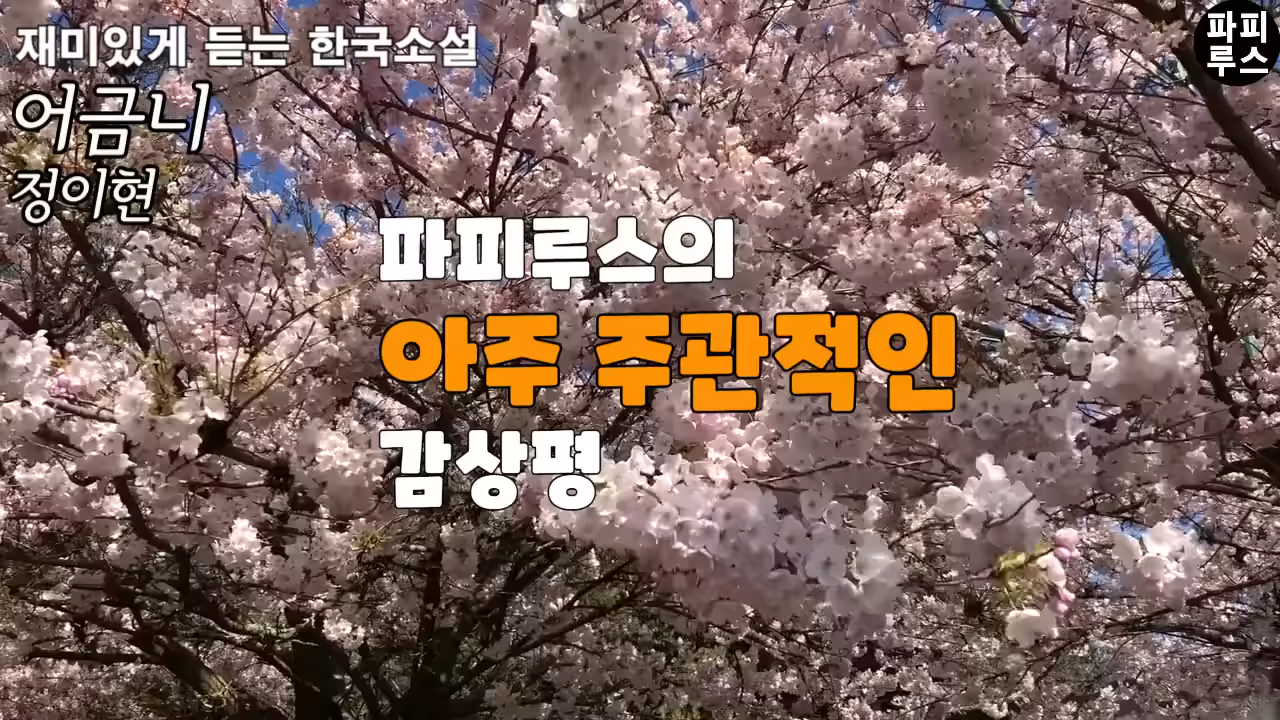 재미있게 듣는 한국소설
어금니
정이현
파피
루스
파피루스의
아주 주관적인
감상평